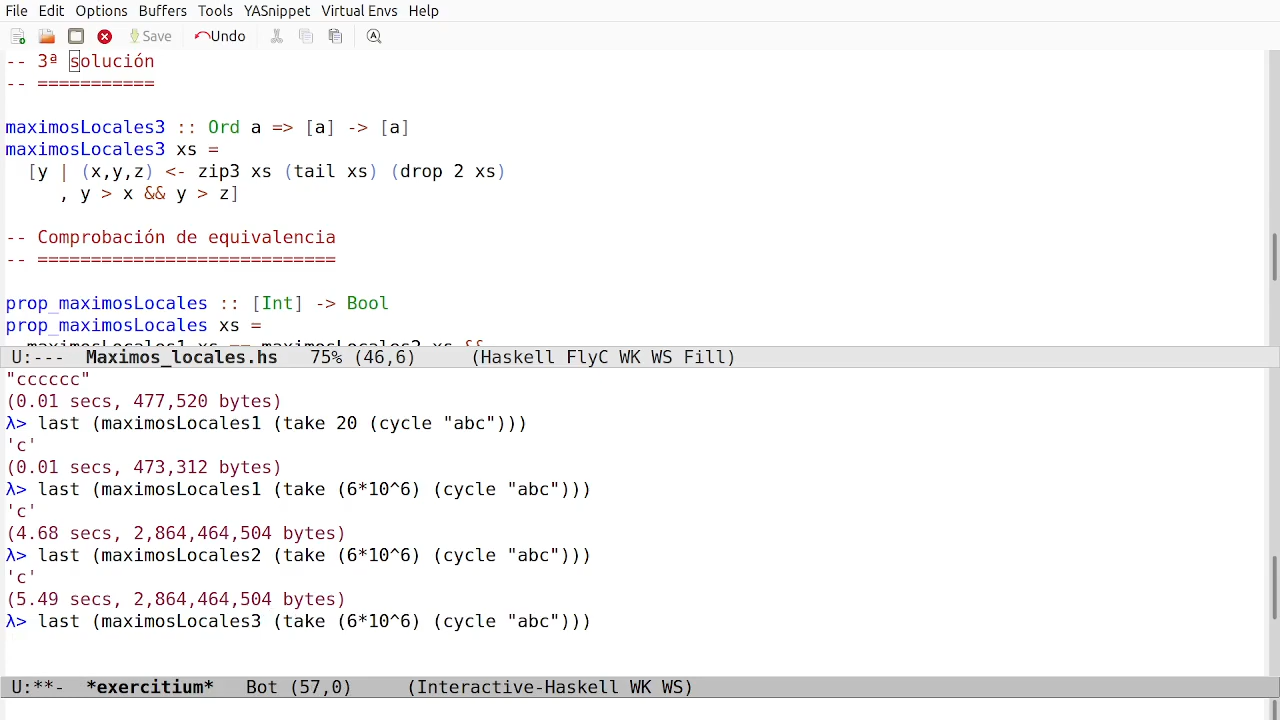 File Edit Options Buffers Tools YASnippet Virtual Envs Help
Save Undo
-- 3ª solución
-- ===========
maximosLocales3 :: Ord a => [a] -> [a]
maximosLocales3 xs =
  [y | (x,y,z) <- zip3 xs (tail xs) (drop 2 xs)
     , y > x && y > z]
-- Comprobación de equivalencia
-- ============================
prop_maximosLocales :: [Int] -> Bool
prop_maximosLocales xs =
  maximosLocales1 xs == maximosLocales2 xs &&
U:--- Maximos_locales.hs 75% (46,6) (Haskell FlyC WK WS Fill)
"cccccc"
(0.01 secs, 477,520 bytes)
λ> last (maximosLocales1 (take 20 (cycle "abc")))
'c'
(0.01 secs, 473,312 bytes)
λ> last (maximosLocales1 (take (6*10^6) (cycle "abc")))
'c'
(4.68 secs, 2,864,464,504 bytes)
λ> last (maximosLocales2 (take (6*10^6) (cycle "abc")))
'c'
(5.49 secs, 2,864,464,504 bytes)
λ> last (maximosLocales3 (take (6*10^6) (cycle "abc")))
U:**- *exercitium* Bot (57,0) (Interactive-Haskell WK WS)